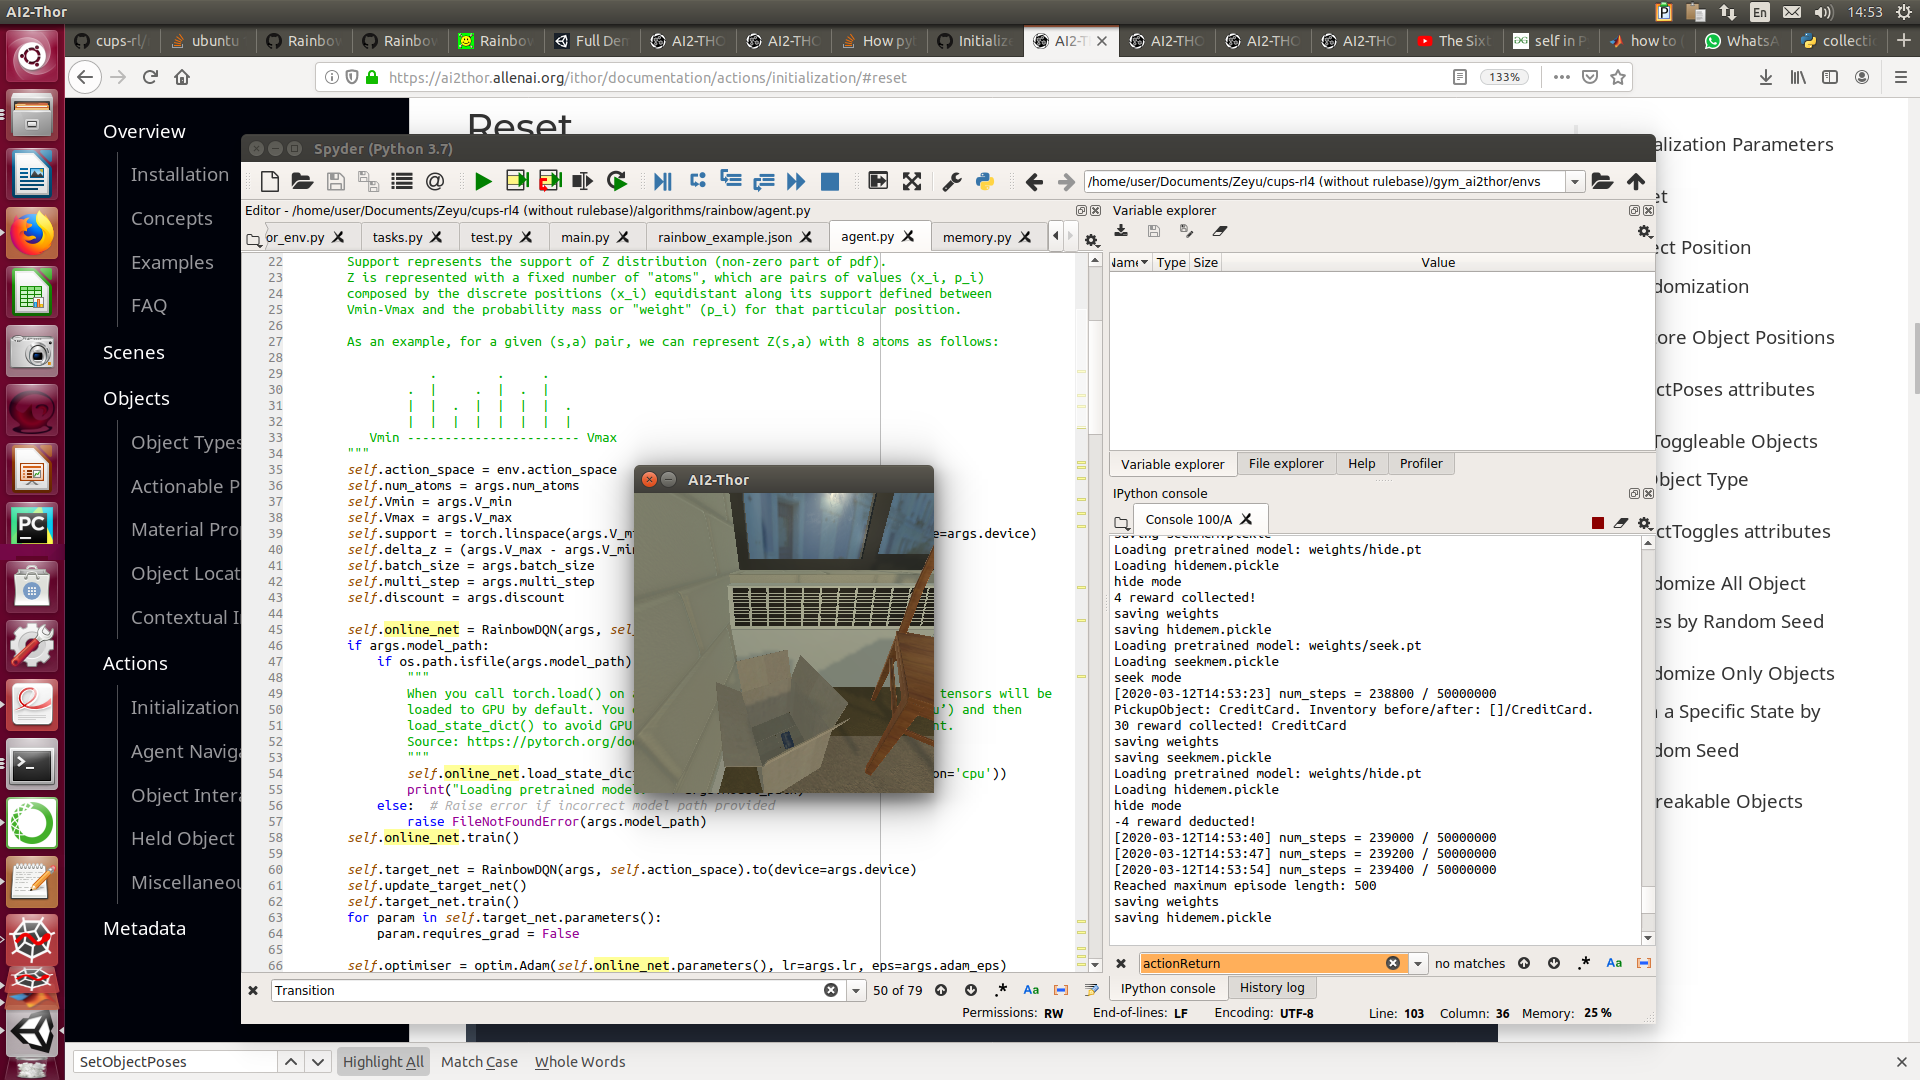 AI2-Thor
En
14:53
cups-rl/
ubuntu
Rainbov
Rainbov
Rainbov
Full Den
AI2-THO
AI2-THO
How pyt
Initialize
AI2-T
AI2-THO
AI2-THO
AI2-THO
The Sixt
self in P
how to (
WhatsA
collecti
https://ai2thor.allenai.org/ithor/documentation/actions/initialization/#reset
133%
Overview
Installation
Concepts
Examples
FAQ
Scenes
Objects
Object Types
Actionable P
Material Prop
Object Locat
Contextual I
Actions
Initialization
Agent Naviga
Object Intera
Held Object
Miscellaneou
Metadata
Reset
alization Parameters
et
ect Position
domization
ore Object Positions
ctPoses attributes
Toggleable Objects
bject Type
ctToggles attributes
domize All Object
es by Random Seed
domize Only Objects
a Specific State by
dom Seed
reakable Objects
Spyder (Python 3.7)
/home/user/Documents/Zeyu/cups-rl4 (without rulebase)/gym_ai2thor/envs
Editor - /home/user/Documents/Zeyu/cups-rl4 (without rulebase)/algorithms/rainbow/agent.py
or_env.py
tasks.py
test.py
main.py
rainbow_example.json
agent.py
memory.py
22 Support represents the support of Z distribution (non-zero part of pdf).
23 Z is represented with a fixed number of "atoms", which are pairs of values (x_i, p_i)
24 composed by the discrete positions (x_i) equidistant along its support defined between
25 Vmin-Vmax and the probability mass or "weight" (p_i) for that particular position.
26
27 As an example, for a given (s,a) pair, we can represent Z(s,a) with 8 atoms as follows:
28
29 . . .
30 . | . | . |
31 | | . | | | | .
32 | | | | | | | |
33 Vmin ----------------------- Vmax
34 """
35 self.action_space = env.action_space
36 self.num_atoms = args.num_atoms
37 self.Vmin = args.V_min
38 self.Vmax = args.V_max
39 self.support = torch.linspace(args.V_m e=args.device)
40 self.delta_z = (args.V_max - args.V_mi
41 self.batch_size = args.batch_size
42 self.multi_step = args.multi_step
43 self.discount = args.discount
44
45 self.online_net = RainbowDQN(args, sel
46 if args.model_path:
47 if os.path.isfile(args.model_path)
48 """
49 When you call torch.load() on a tensors will be
50 loaded to GPU by default. You c u') and then
51 load_state_dict() to avoid GPU nt.
52 Source: https://pytorch.org/doc
53 """
54 self.online_net.load_state_dict on='cpu'))
55 print("Loading pretrained model
56 else: # Raise error if incorrect model path provided
57 raise FileNotFoundError(args.model_path)
58 self.online_net.train()
59
60 self.target_net = RainbowDQN(args, self.action_space).to(device=args.device)
61 self.update_target_net()
62 self.target_net.train()
63 for param in self.target_net.parameters():
64 param.requires_grad = False
65
66 self.optimiser = optim.Adam(self.online_net.parameters(), lr=args.lr, eps=args.adam_eps)
AI2-Thor
Transition
50 of 79
Aa
Variable explorer
Name Type Size Value
Variable explorer
File explorer
Help
Profiler
IPython console
Console 100/A
saving seekmem.pickle
Loading pretrained model: weights/hide.pt
Loading hidemem.pickle
hide mode
4 reward collected!
saving weights
saving hidemem.pickle
Loading pretrained model: weights/seek.pt
Loading seekmem.pickle
seek mode
[2020-03-12T14:53:23] num_steps = 238800 / 50000000
PickupObject: CreditCard. Inventory before/after: []/CreditCard.
30 reward collected! CreditCard
saving weights
saving seekmem.pickle
Loading pretrained model: weights/hide.pt
Loading hidemem.pickle
hide mode
-4 reward deducted!
[2020-03-12T14:53:40] num_steps = 239000 / 50000000
[2020-03-12T14:53:47] num_steps = 239200 / 50000000
[2020-03-12T14:53:54] num_steps = 239400 / 50000000
Reached maximum episode length: 500
saving weights
saving hidemem.pickle
actionReturn
no matches
Aa
IPython console
History log
Permissions: RW
End-of-lines: LF
Encoding: UTF-8
Line: 103
Column: 36
Memory: 25 %
SetObjectPoses
Highlight All
Match Case
Whole Words